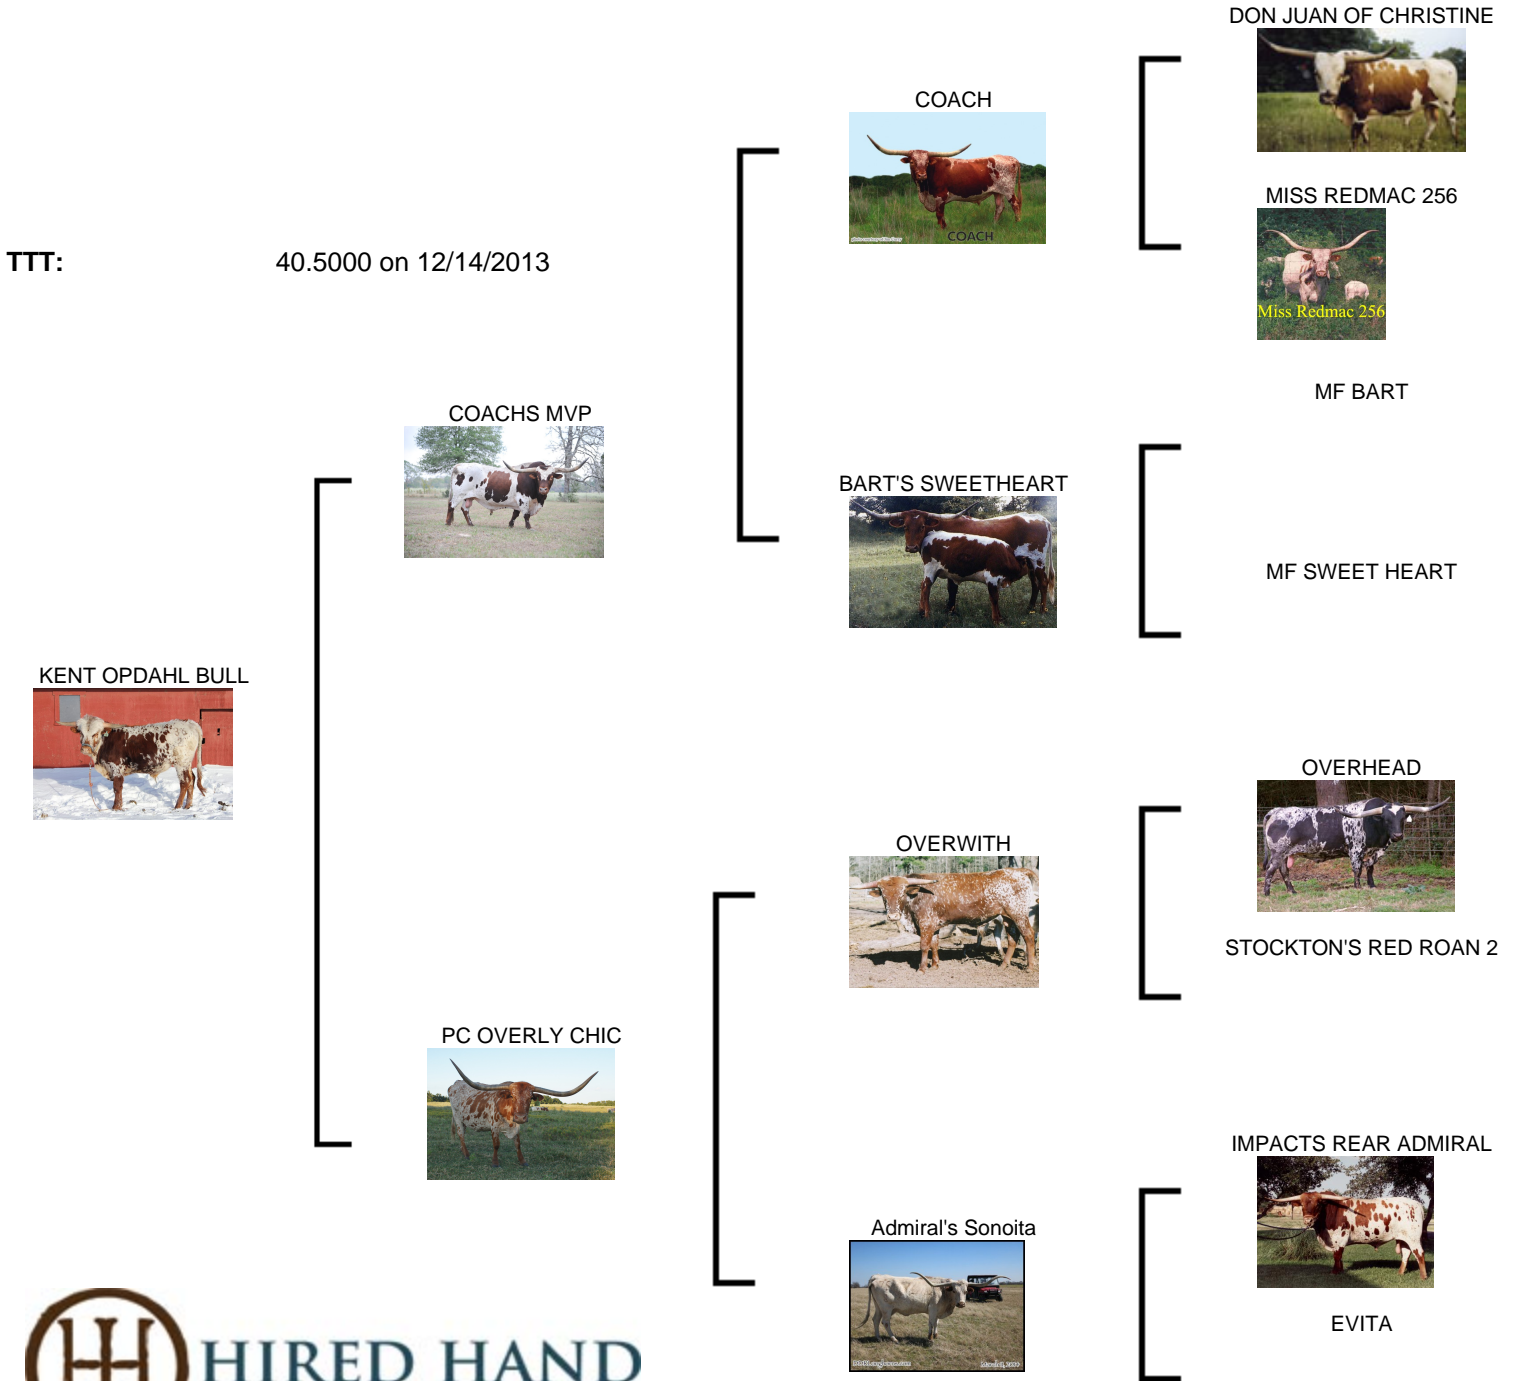 DON JUAN OF CHRISTINE
COACH
COACH
MISS REDMAC 256
Miss Redmac 256
TTT: 40.5000 on 12/14/2013
MF BART
COACHS MVP
BART'S SWEETHEART
MF SWEET HEART
KENT OPDAHL BULL
OVERHEAD
OVERWITH
STOCKTON'S RED ROAN 2
PC OVERLY CHIC
IMPACTS REAR ADMIRAL
Admiral's Sonoita
EVITA
HIRED HAND